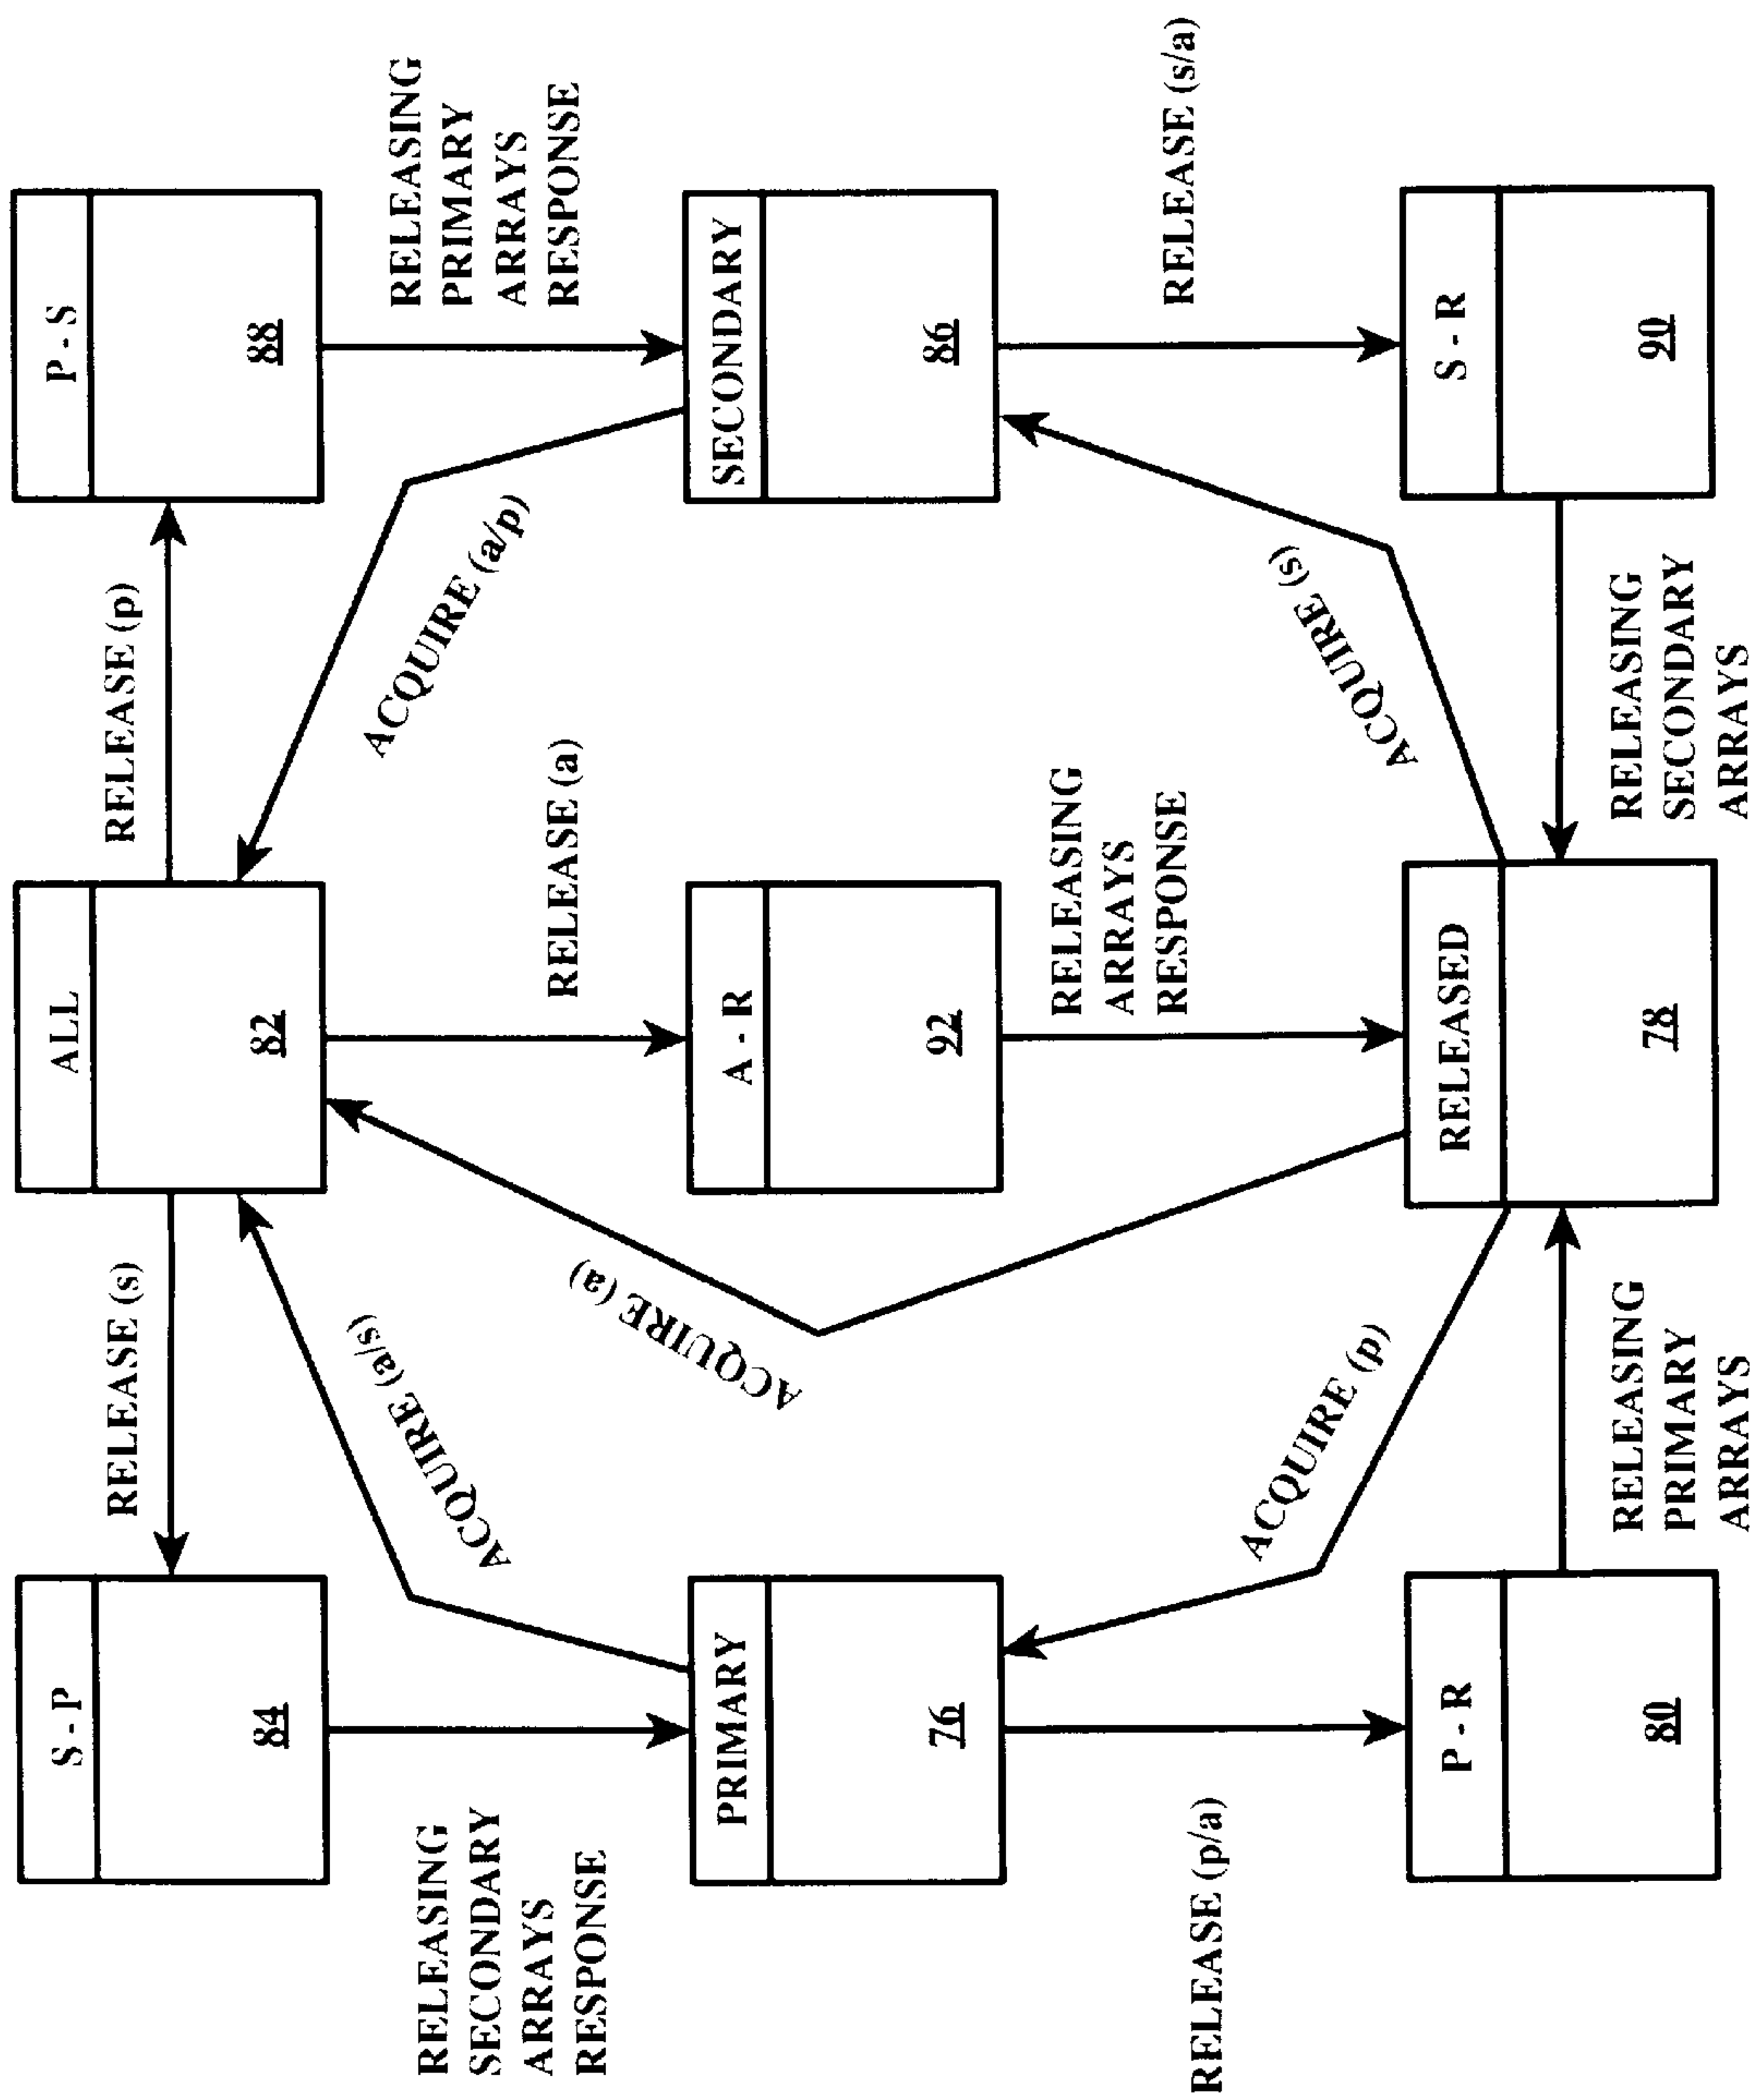 S - P
84
RELEASE (s)
ALL
82
RELEASE (p)
P - S
88
RELEASING
SECONDARY
ARRAYS
RESPONSE
ACQUIRE (a/s)
ACQUIRE (a)
RELEASE (a)
ACQUIRE (a/p)
RELEASING
PRIMARY
ARRAYS
RESPONSE
PRIMARY
76
A - R
92
SECONDARY
86
RELEASE (p/a)
ACQUIRE (p)
RELEASING
ARRAYS
RESPONSE
ACQUIRE (s)
RELEASE (s/a)
P - R
80
RELEASING
PRIMARY
ARRAYS
RELEASED
78
RELEASING
SECONDARY
ARRAYS
S - R
90